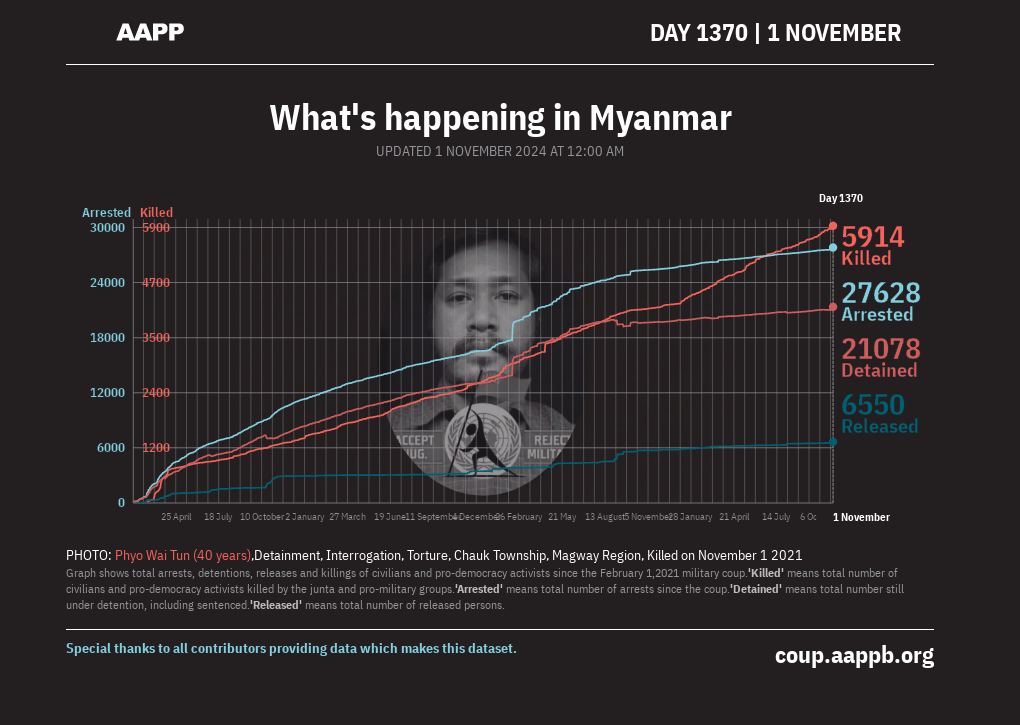 AAPP
DAY 1370 | 1 NOVEMBER
What's happening in Myanmar
UPDATED 1 NOVEMBER 2024 AT 12:00 AM
Day 1370
Arrested Killed
30000 5900
24000 4700
18000 3500
12000 2400
6000 1200
0
5914
Killed
27628
Arrested
21078
Detained
6550
Released
ACCEPT REJECT
AUG. MILITA
25 April 18 July 10 October 2 January 27 March 19 June 11 September 4 December 26 February 21 May 13 August 5 November 28 January 21 April 14 July 6 Oc 1 November
PHOTO: Phyo Wai Tun (40 years),Detainment, Interrogation, Torture, Chauk Township, Magway Region, Killed on November 1 2021
Graph shows total arrests, detentions, releases and killings of civilians and pro-democracy activists since the February 1,2021 military coup.'Killed' means total number of
civilians and pro-democracy activists killed by the junta and pro-military groups.'Arrested' means total number of arrests since the coup.'Detained' means total number still
under detention, including sentenced.'Released' means total number of released persons.
Special thanks to all contributors providing data which makes this dataset.
coup.aappb.org